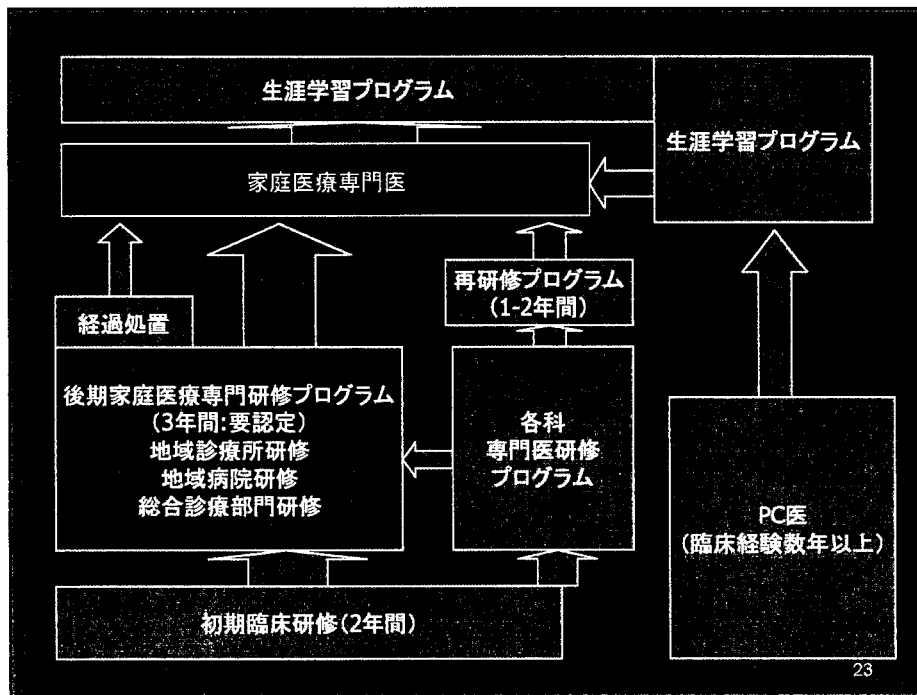 生涯学習プログラム
生涯学習プログラム
家庭医療専門医
再研修プログラム
(1-2年間)
経過処置
後期家庭医療専門研修プログラム
(3年間:要認定)
地域診療所研修
地域病院研修
総合診療部門研修
各科
専門医研修
プログラム
PC医
(臨床経験数年以上)
初期臨床研修(2年間)
23